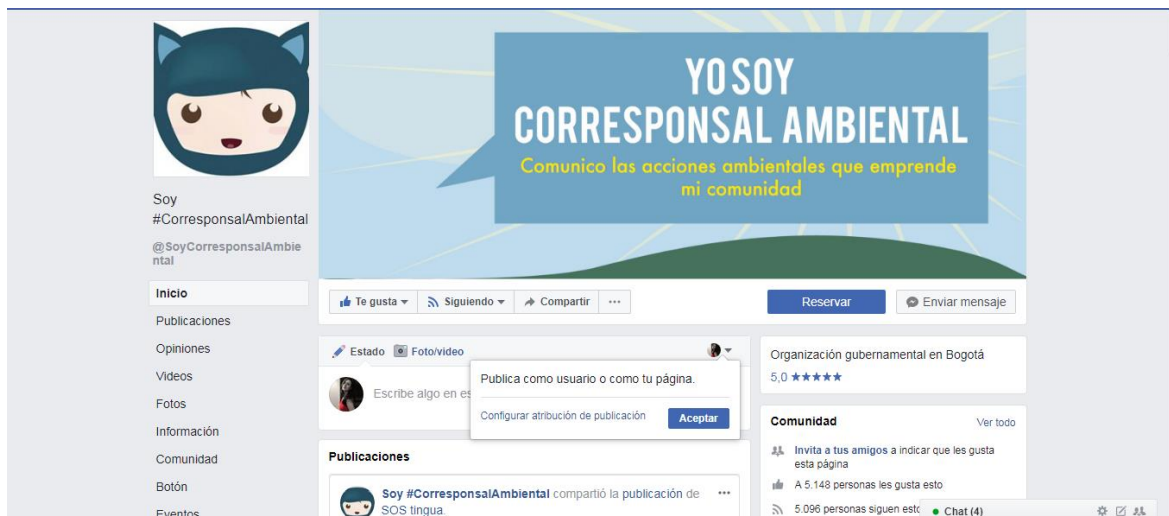 YO SOY
CORRESPONSAL AMBIENTAL
Comunico las acciones ambientales que emprende
mi comunidad
Soy
#CorresponsalAmbiental
@SoyCorresponsalAmbie
ntal
Inicio
Publicaciones
Opiniones
Videos
Fotos
Información
Comunidad
Botón
Eventos
Te gusta
Siguiendo
Compartir
Reservar
Enviar mensaje
Estado
Foto/video
Escribe algo en es
Publica como usuario o como tu página.
Configurar atribución de publicación
Aceptar
Publicaciones
Soy #CorresponsalAmbiental compartió la publicación de
SOS tingua.
Organización gubernamental en Bogotá
5,0 ★★★★★
Comunidad
Ver todo
Invita a tus amigos a indicar que les gusta
esta página
A 5.148 personas les gusta esto
5.096 personas siguen esto
Chat (4)